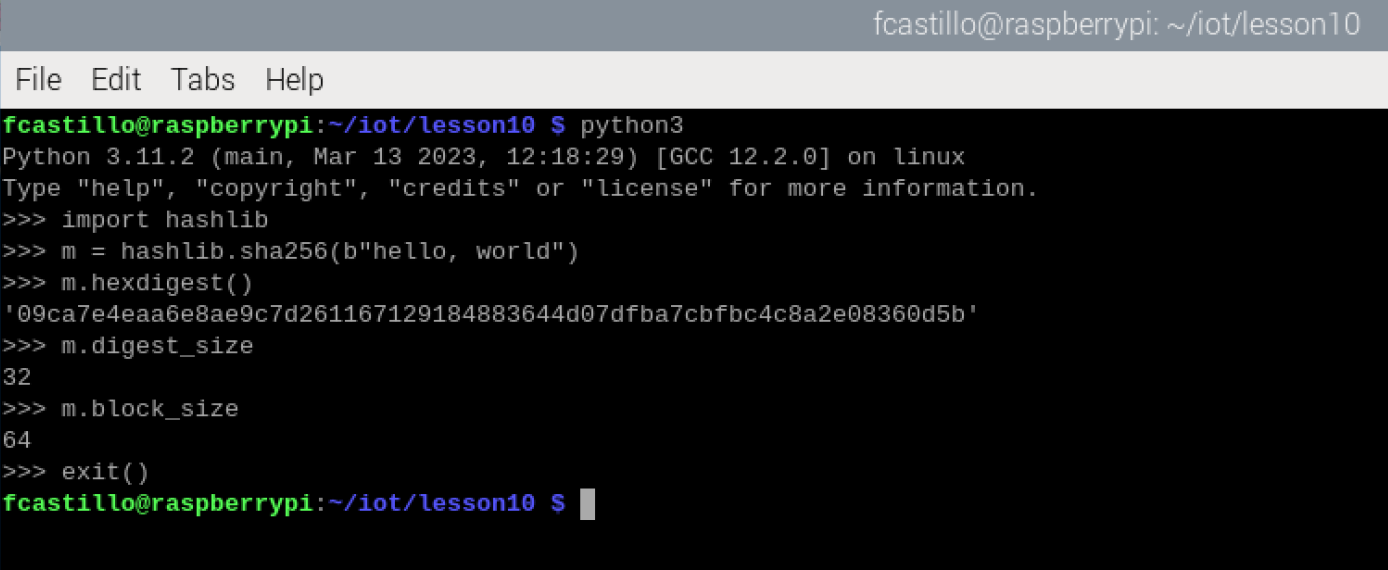 fcastillo@raspberrypi: ~/iot/lesson10
File Edit Tabs Help
fcastillo@raspberrypi:~/iot/lesson10 $ python3
Python 3.11.2 (main, Mar 13 2023, 12:18:29) [GCC 12.2.0] on linux
Type "help", "copyright", "credits" or "license" for more information.
>>> import hashlib
>>> m = hashlib.sha256(b"hello, world")
>>> m.hexdigest()
'09ca7e4eaa6e8ae9c7d261167129184883644d07dfba7cbfbc4c8a2e08360d5b'
>>> m.digest_size
32
>>> m.block_size
64
>>> exit()
fcastillo@raspberrypi:~/iot/lesson10 $